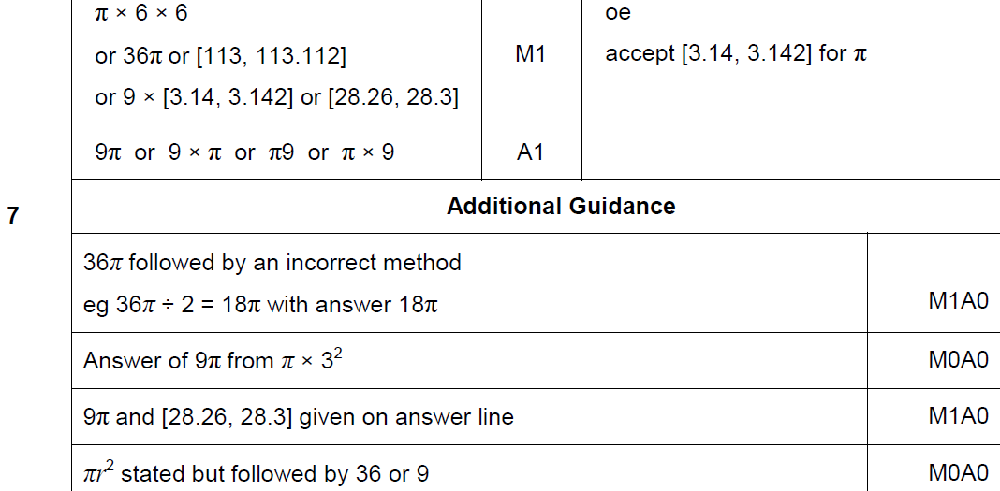 π × 6 × 6
or 36π or [113, 113.112]
or 9 × [3.14, 3.142] or [28.26, 28.3]
M1
oe
accept [3.14, 3.142] for π
9π or 9 × π or π9 or π × 9
A1
7
Additional Guidance
36π followed by an incorrect method
eg 36π ÷ 2 = 18π with answer 18π
M1A0
Answer of 9π from π × 3²
M0A0
9π and [28.26, 28.3] given on answer line
M1A0
πr² stated but followed by 36 or 9
M0A0